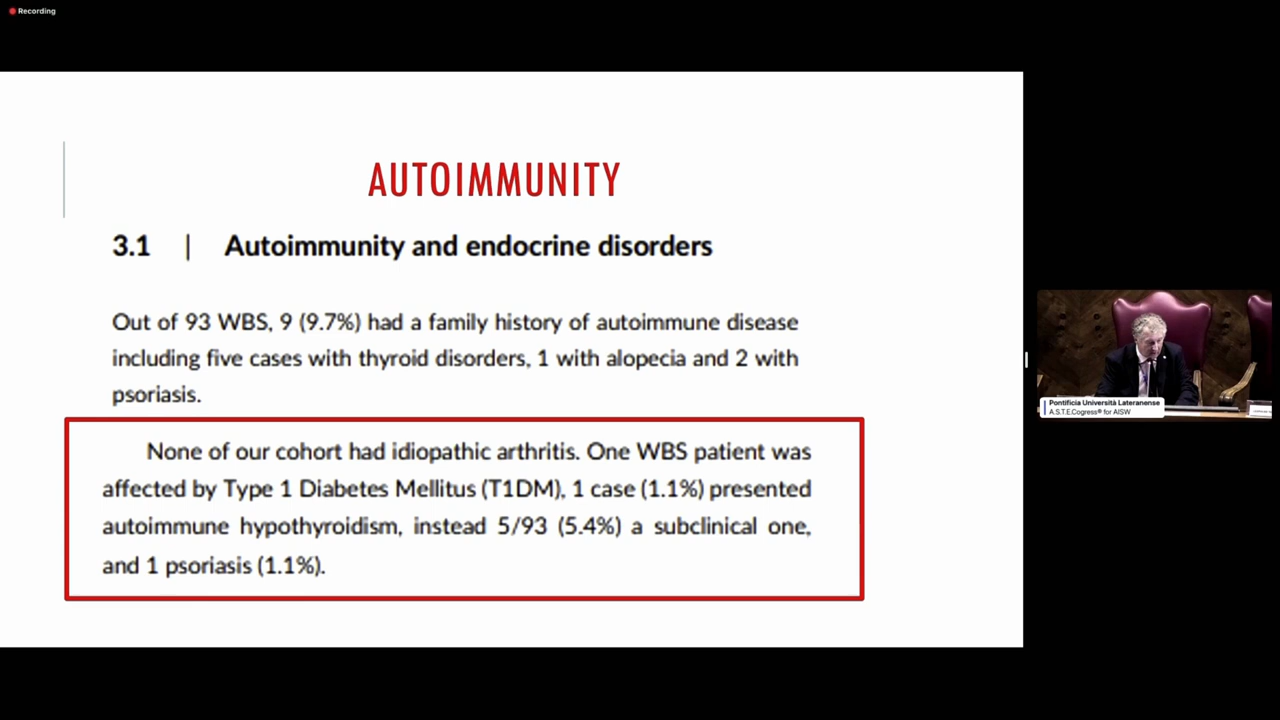 Recording
AUTOIMMUNITY
3.1 | Autoimmunity and endocrine disorders
Out of 93 WBS, 9 (9.7%) had a family history of autoimmune disease
including five cases with thyroid disorders, 1 with alopecia and 2 with
psoriasis.
None of our cohort had idiopathic arthritis. One WBS patient was
affected by Type 1 Diabetes Mellitus (T1DM), 1 case (1.1%) presented
autoimmune hypothyroidism, instead 5/93 (5.4%) a subclinical one,
and 1 psoriasis (1.1%).
Pontificia Università Lateranense
A.S.T.E.Cogress® for AISW